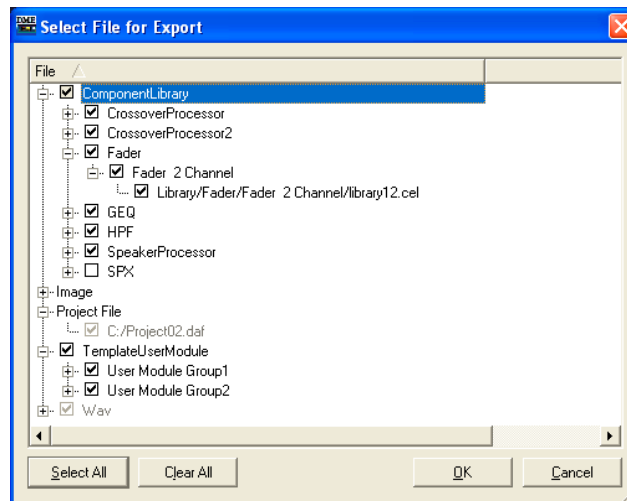 DME
Select File for Export
File
ComponentLibrary
CrossoverProcessor
CrossoverProcessor2
Fader
Fader 2 Channel
Library/Fader/Fader 2 Channel/library12.cel
GEQ
HPF
SpeakerProcessor
SPX
Image
Project File
C:/Project02.daf
TemplateUserModule
User Module Group1
User Module Group2
Wav
Select All Clear All OK Cancel